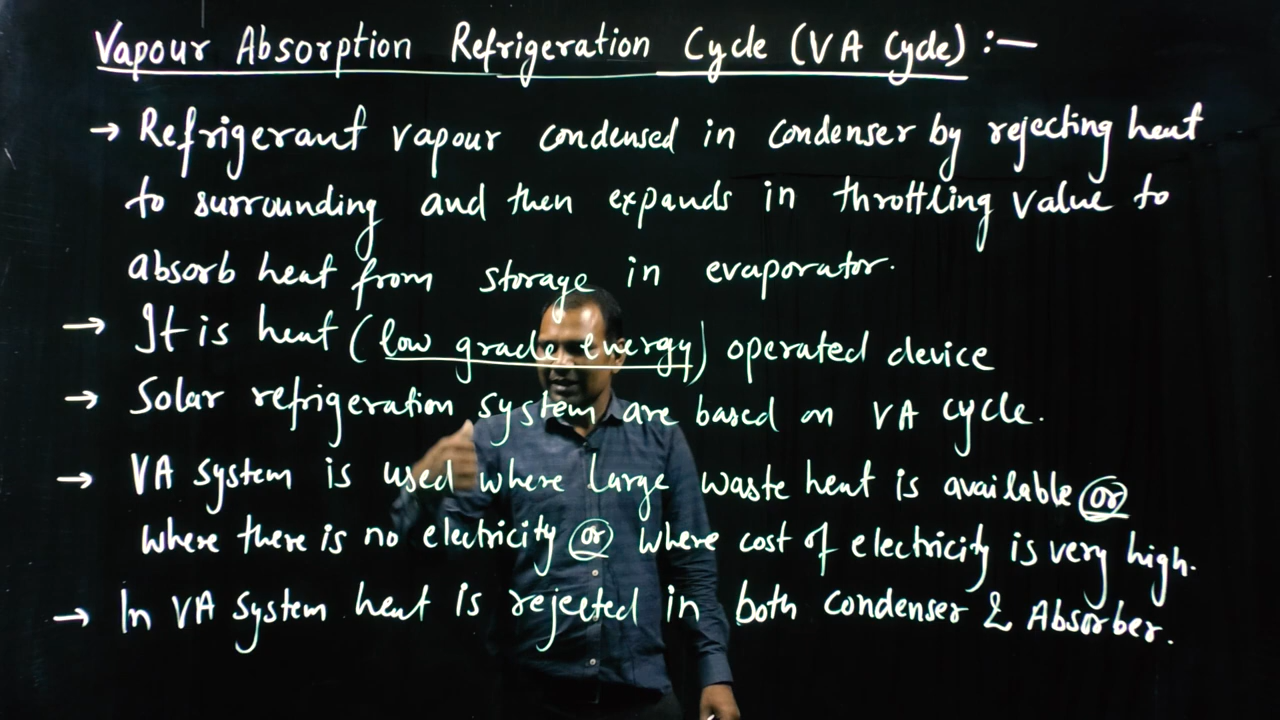 Vapour Absorption Refrigeration Cycle (VA Cycle) :-
→ Refrigerant vapour condensed in condenser by rejecting heat
to surrounding and then expands in throttling value to
absorb heat from storage in evaporator.
→ It is heat (low grade energy) operated device
→ Solar refrigeration system are based on VA cycle.
→ VA system is used where large waste heat is available or
where there is no electricity or where cost of electricity is very high.
→ In VA system heat is rejected in both condenser & Absorber.